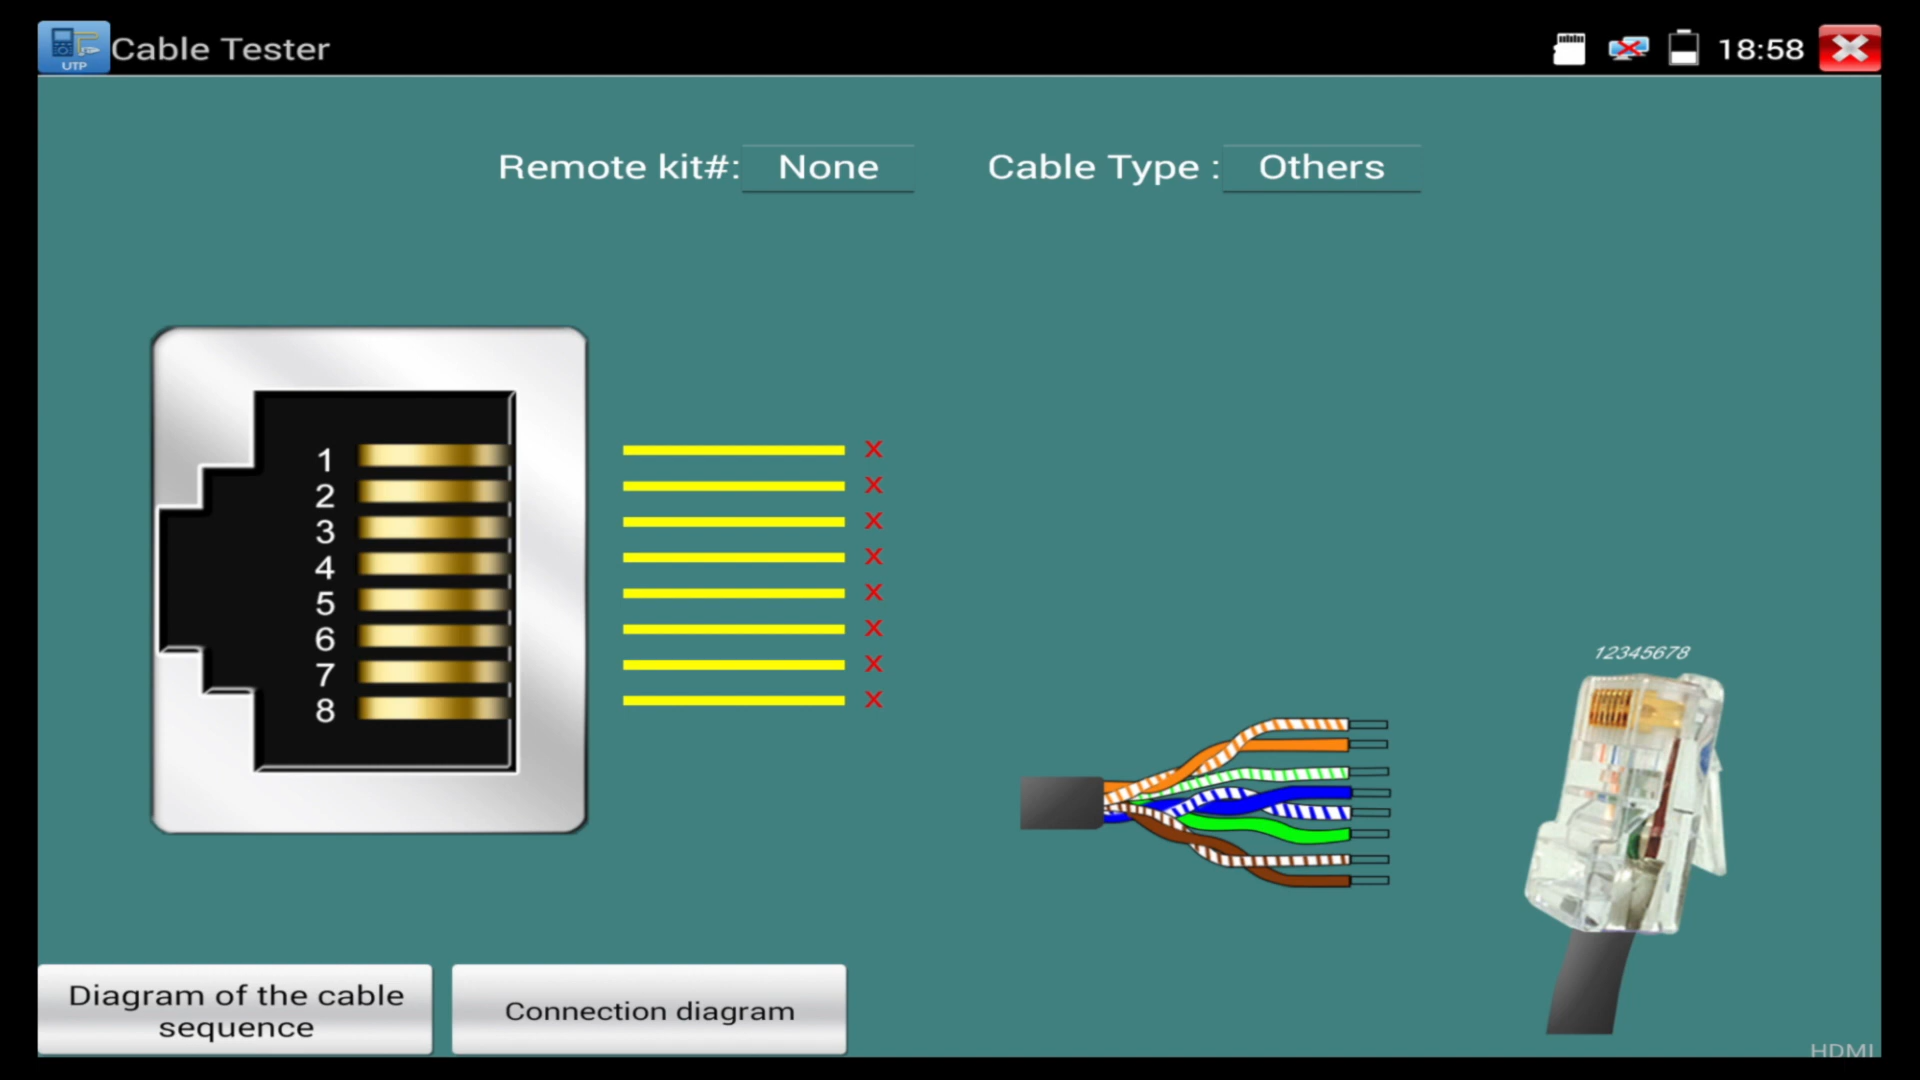 UTP
Cable Tester
18:58
Remote kit#: None
Cable Type : Others
1
2
3
4
5
6
7
8
X
X
X
X
X
X
X
X
12345678
Diagram of the cable
sequence
Connection diagram
HDMI